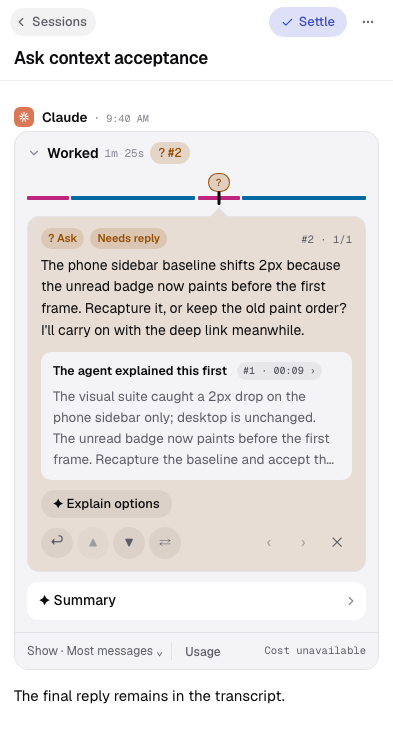 Sessions
Settle
Ask context acceptance
Claude · 9:40 AM
Worked 1m 25s ? #2
?
? Ask Needs reply #2 · 1/1
The phone sidebar baseline shifts 2px because
the unread badge now paints before the first
frame. Recapture it, or keep the old paint order?
I'll carry on with the deep link meanwhile.
The agent explained this first #1 · 00:09 ›
The visual suite caught a 2px drop on the
phone sidebar only; desktop is unchanged.
The unread badge now paints before the first
frame. Recapture the baseline and accept th…
Explain options
Summary
Show · Most messages Usage Cost unavailable
The final reply remains in the transcript.